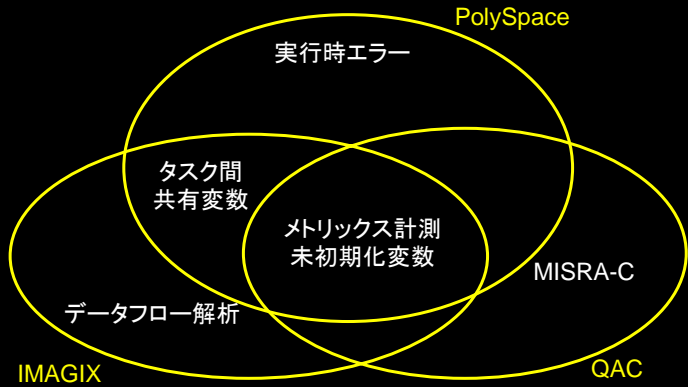 PolySpace
実行時エラー
タスク間
共有変数
メトリックス計測
未初期化変数
MISRA-C
データフロー解析
IMAGIX
QAC